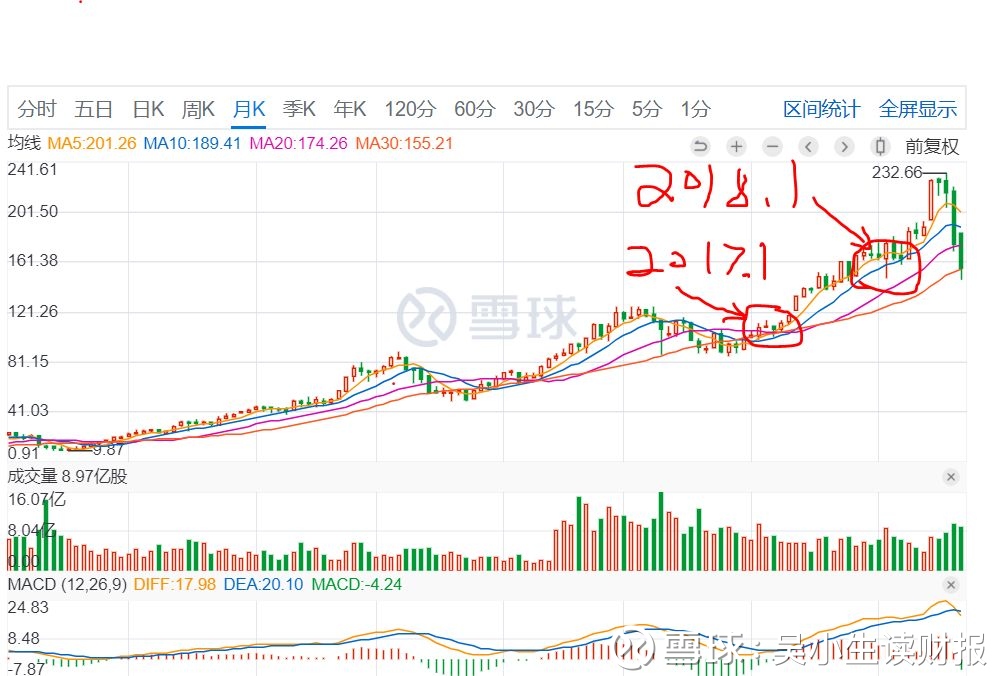 分时 五日 日K 周K 月K 季K 年K 120分 60分 30分 15分 5分 1分 区间统计 全屏显示
均线 MA5:201.26 MA10:189.41 MA20:174.26 MA30:155.21 前复权
241.61
232.66
2018.1
201.50
2017.1
161.38
121.26
雪球
81.15
41.03
0.91
9.87
成交量 8.97亿股
16.07亿
8.04亿
0.00
MACD (12,26,9) DIFF:17.98 DEA:20.10 MACD:-4.24
24.83
8.48
雪球:吴小生读财报
-7.87